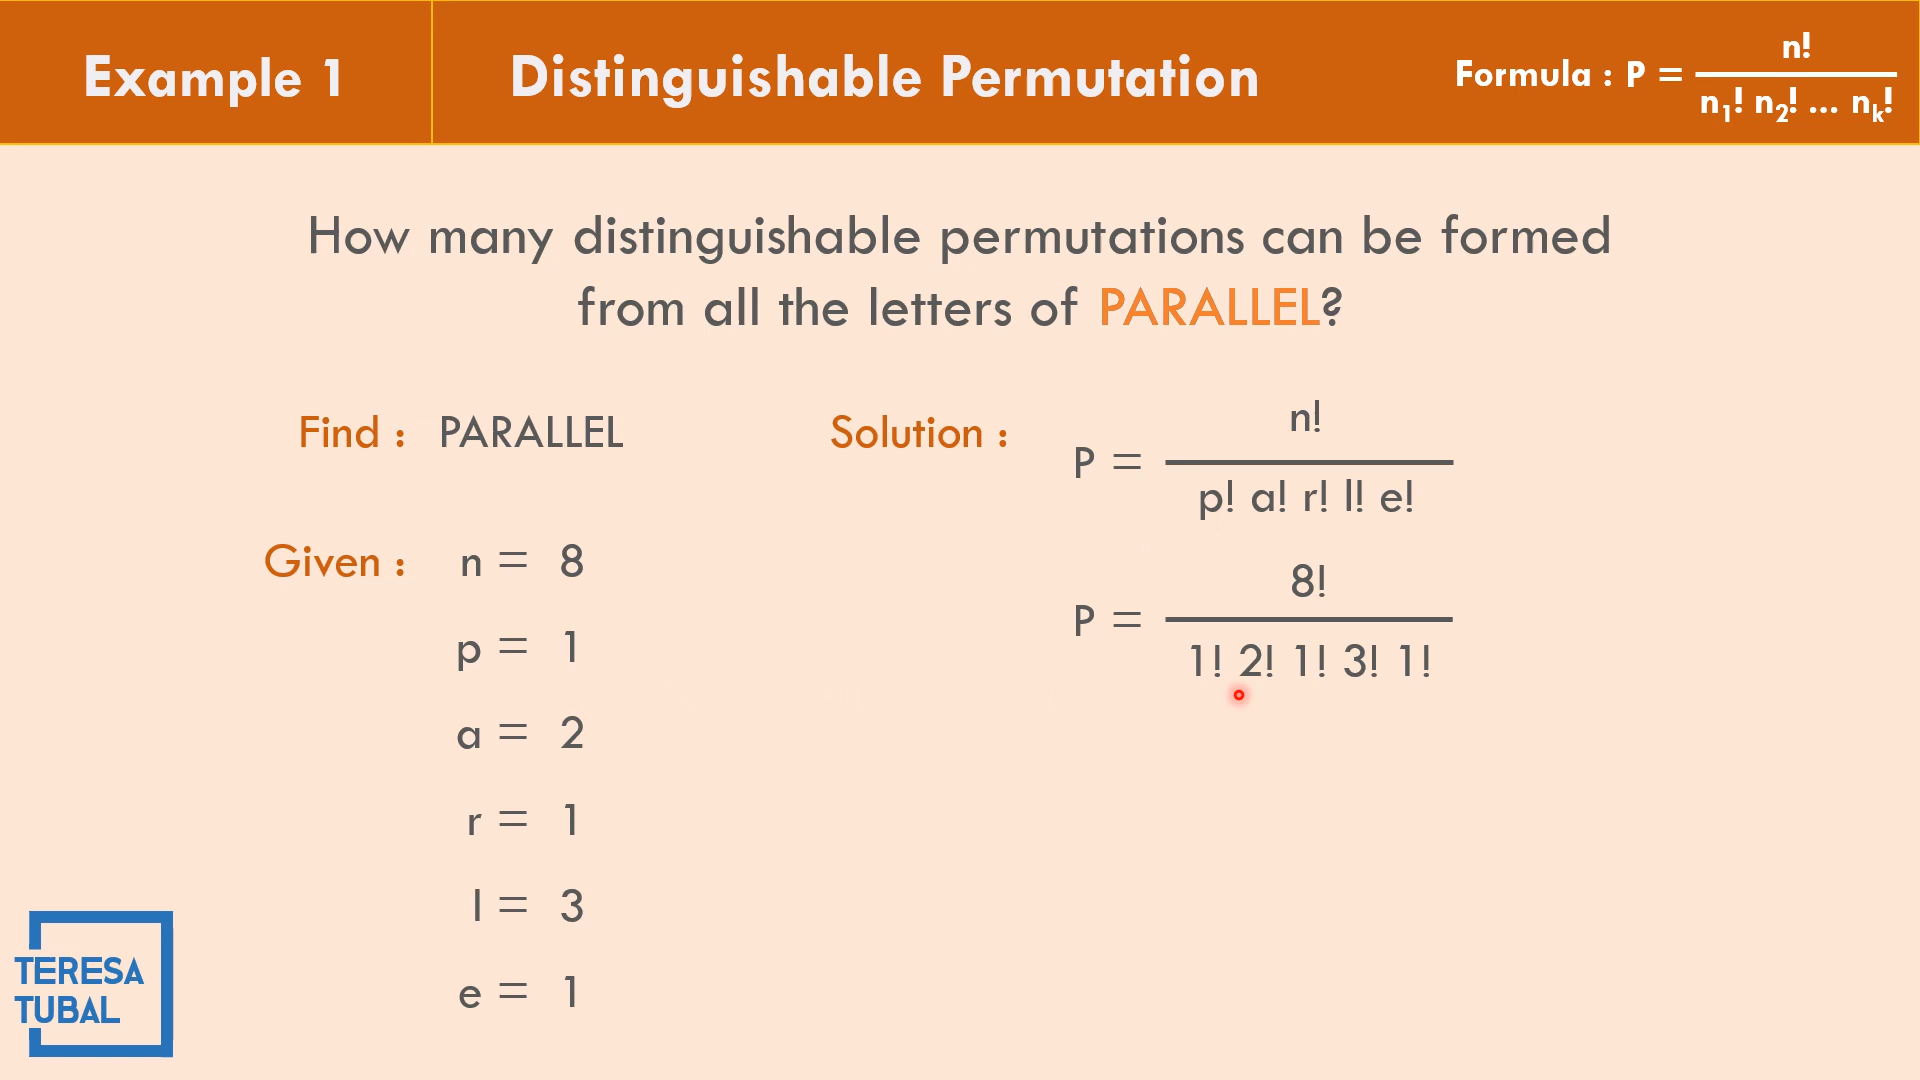 Example 1
Distinguishable Permutation
Formula : P = n! / n₁! n₂! ... nₖ!
How many distinguishable permutations can be formed
from all the letters of PARALLEL?
Find : PARALLEL
Given : n = 8
p = 1
a = 2
r = 1
l = 3
e = 1
Solution :
P = n! / p! a! r! l! e!
P = 8! / 1! 2! 1! 3! 1!
TERESA
TUBAL